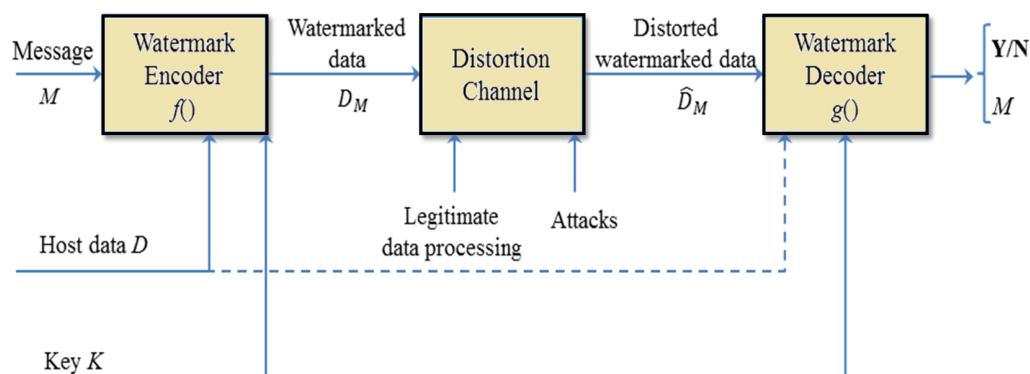 Message
M
Watermark
Encoder
f()
Watermarked
data
D_M
Distortion
Channel
Distorted
watermarked data
D̂_M
Watermark
Decoder
g()
Y/N
M
Legitimate
data processing
Attacks
Host data D
Key K